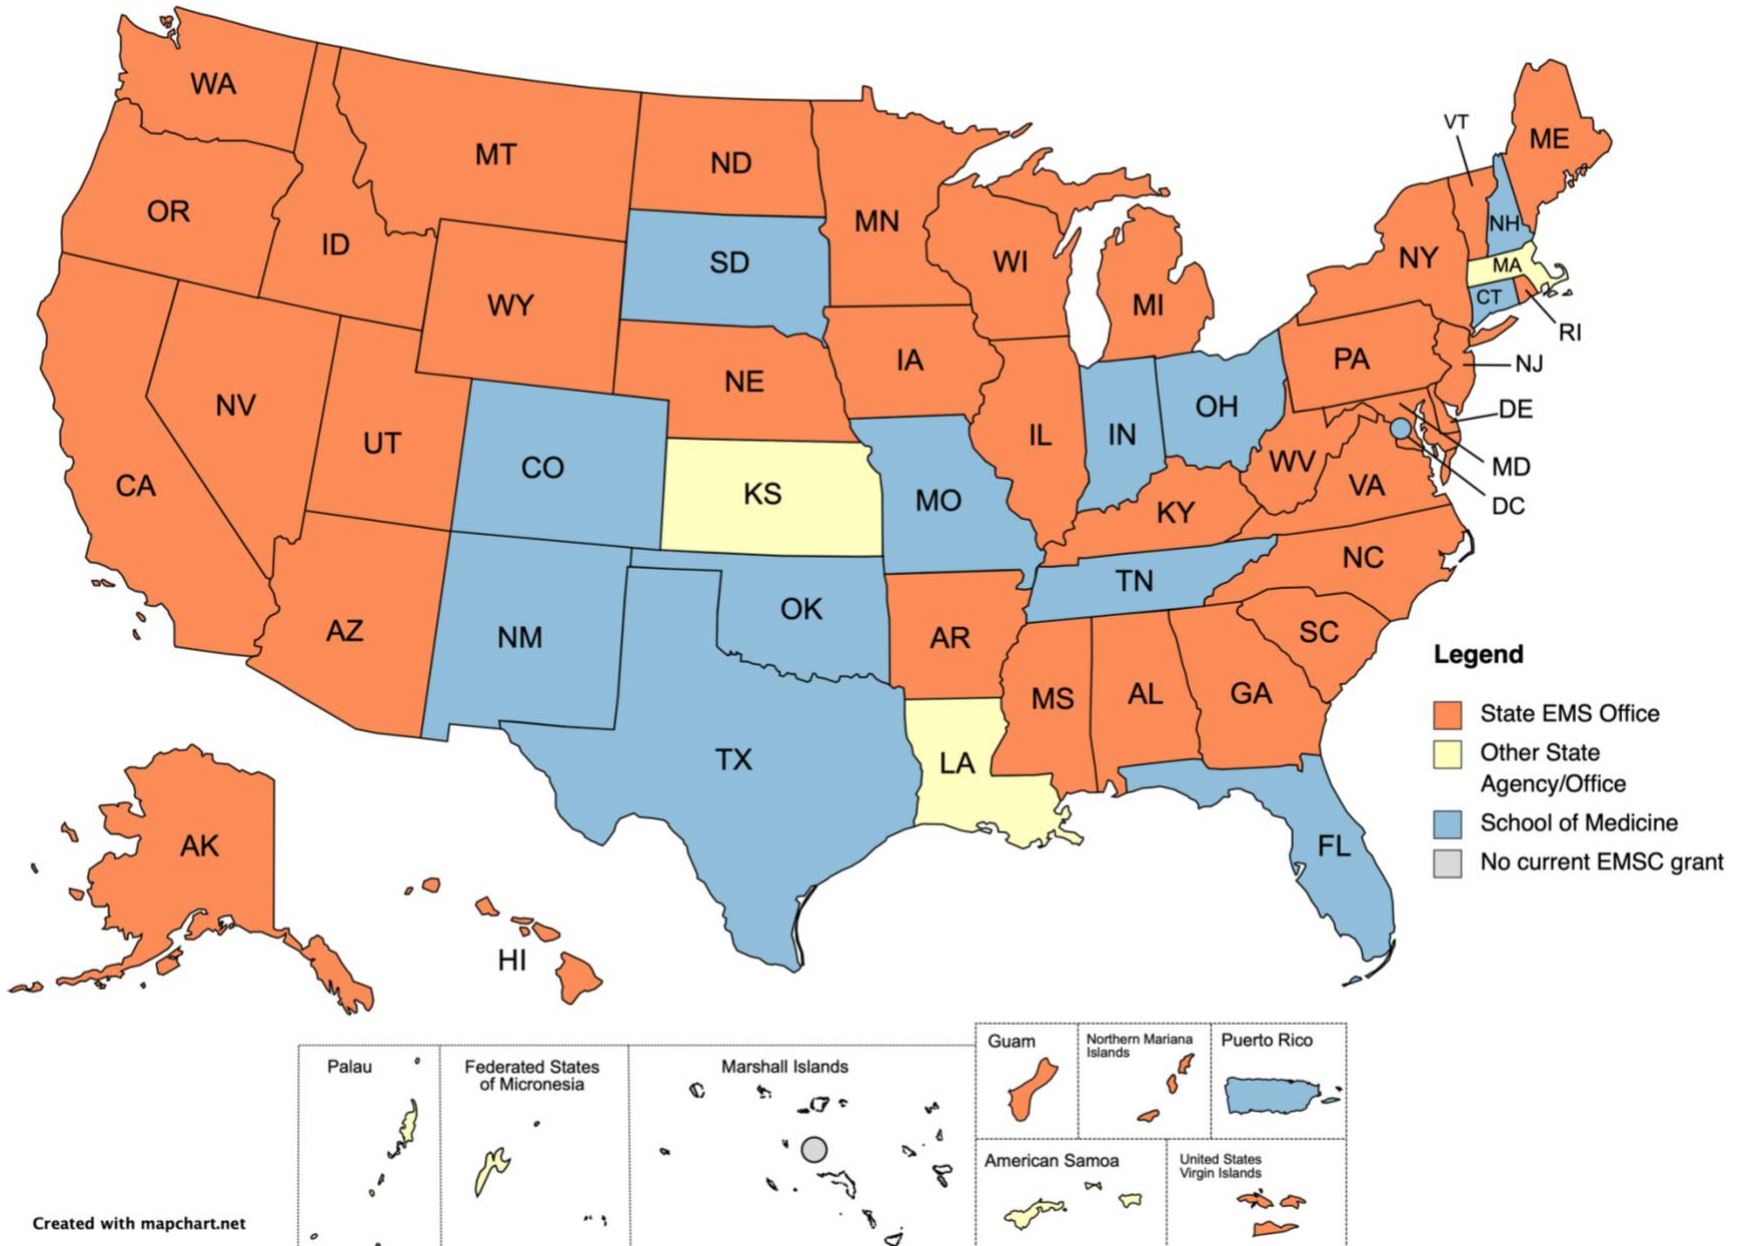 WA
MT
ND
MN
VT
ME
OR
ID
SD
WI
MI
NY
NH
MA
CT
RI
WY
IA
PA
NJ
NE
DE
NV
UT
CO
KS
MO
IL
IN
OH
WV
VA
MD
DC
CA
KY
NC
TN
AZ
NM
OK
AR
SC
MS
AL
GA
TX
LA
FL
AK
HI
Legend
State EMS Office
Other State
Agency/Office
School of Medicine
No current EMSC grant
Palau
Federated States
of Micronesia
Marshall Islands
Guam
Northern Mariana
Islands
Puerto Rico
American Samoa
United States
Virgin Islands
Created with mapchart.net